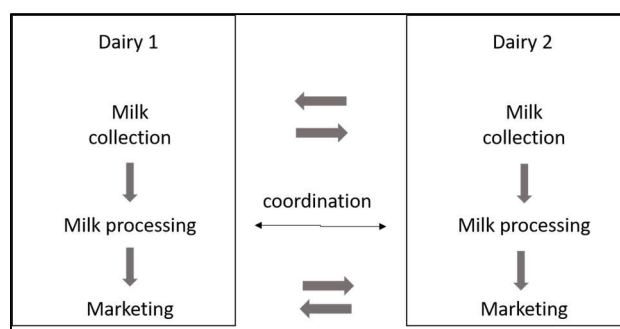 Dairy 1
Milk
collection
Milk processing
Marketing
coordination
Dairy 2
Milk
collection
Milk processing
Marketing